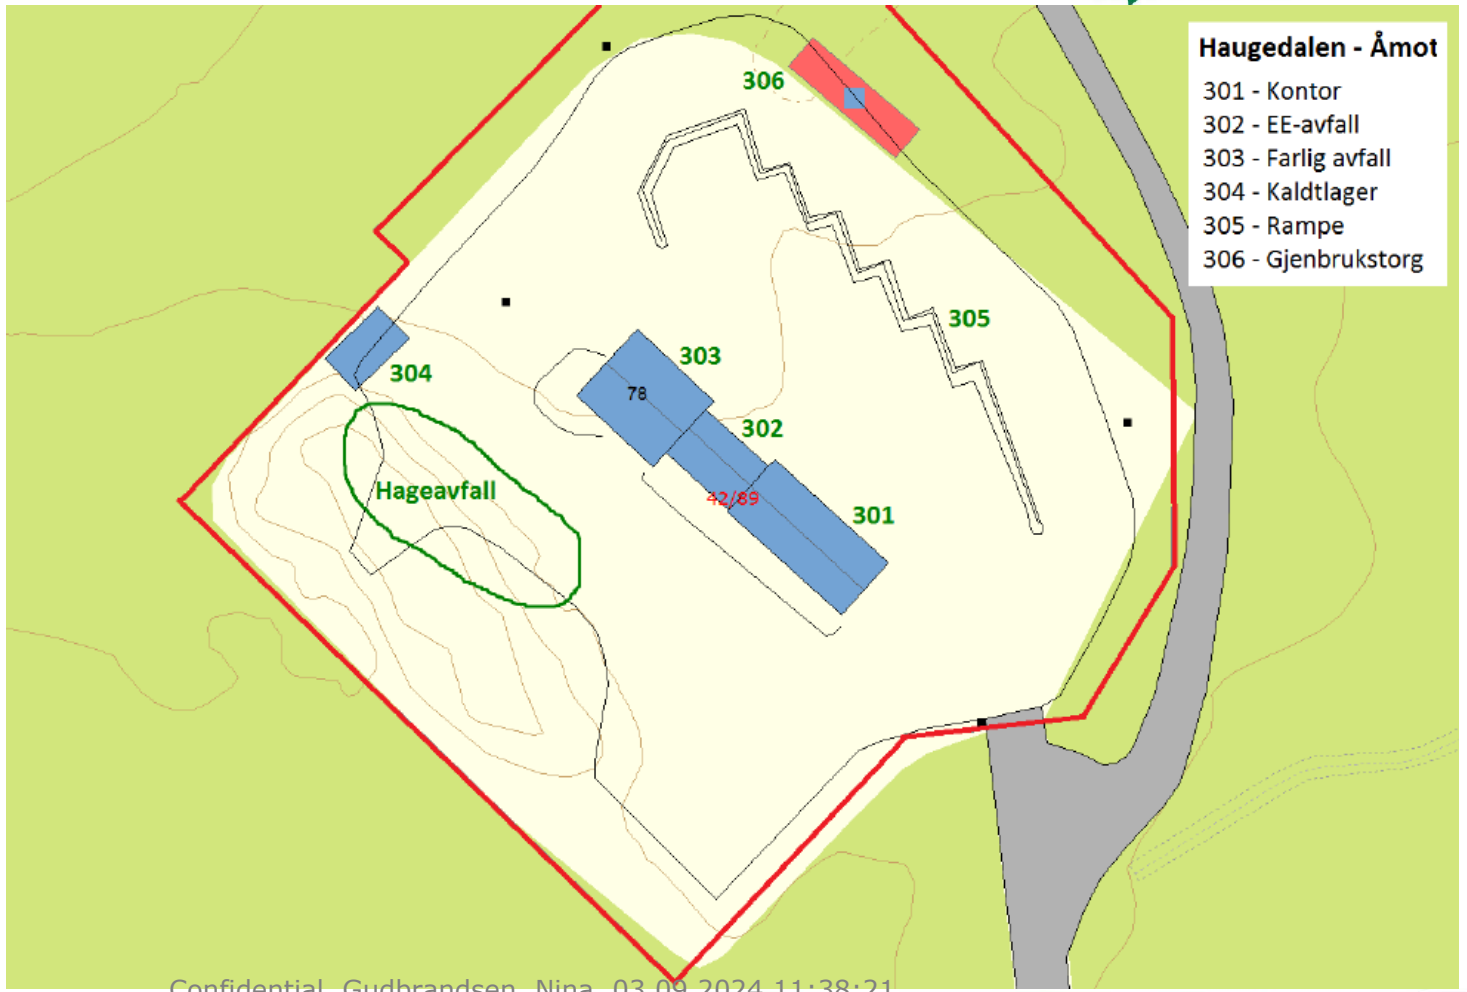 Haugedalen - Åmot
301 - Kontor
302 - EE-avfall
303 - Farlig avfall
304 - Kaldtlager
305 - Rampe
306 - Gjenbrukstorg
306
305
303
304
78
302
Hageavfall
42/89
301
Confidential, Gudbrandsen, Nina, 03.09.2024 11:38:21